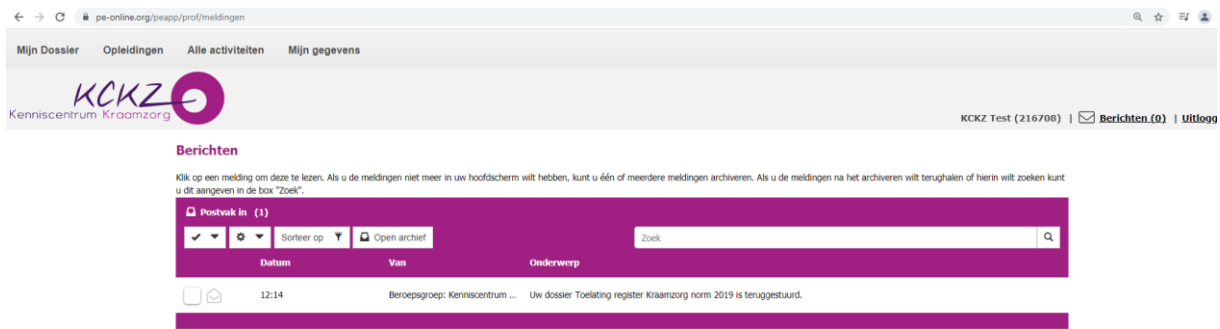 pe-online.org/peapp/prof/meldingen
Mijn Dossier Opleidingen Alle activiteiten Mijn gegevens
KCKZ
Kenniscentrum Kraamzorg
KCKZ Test (216708) | Berichten (0) | Uitlogg
Berichten
Klik op een melding om deze te lezen. Als u de meldingen niet meer in uw hoofdscherm wilt hebben, kunt u één of meerdere meldingen archiveren. Als u de meldingen na het archiveren wilt terughalen of hierin wilt zoeken kunt
u dit aangeven in de box "Zoek".
Postvak in (1)
Sorteer op Open archief Zoek
Datum Van Onderwerp
12:14 Beroepsgroep: Kenniscentrum ... Uw dossier Toelating register Kraamzorg norm 2019 is teruggestuurd.